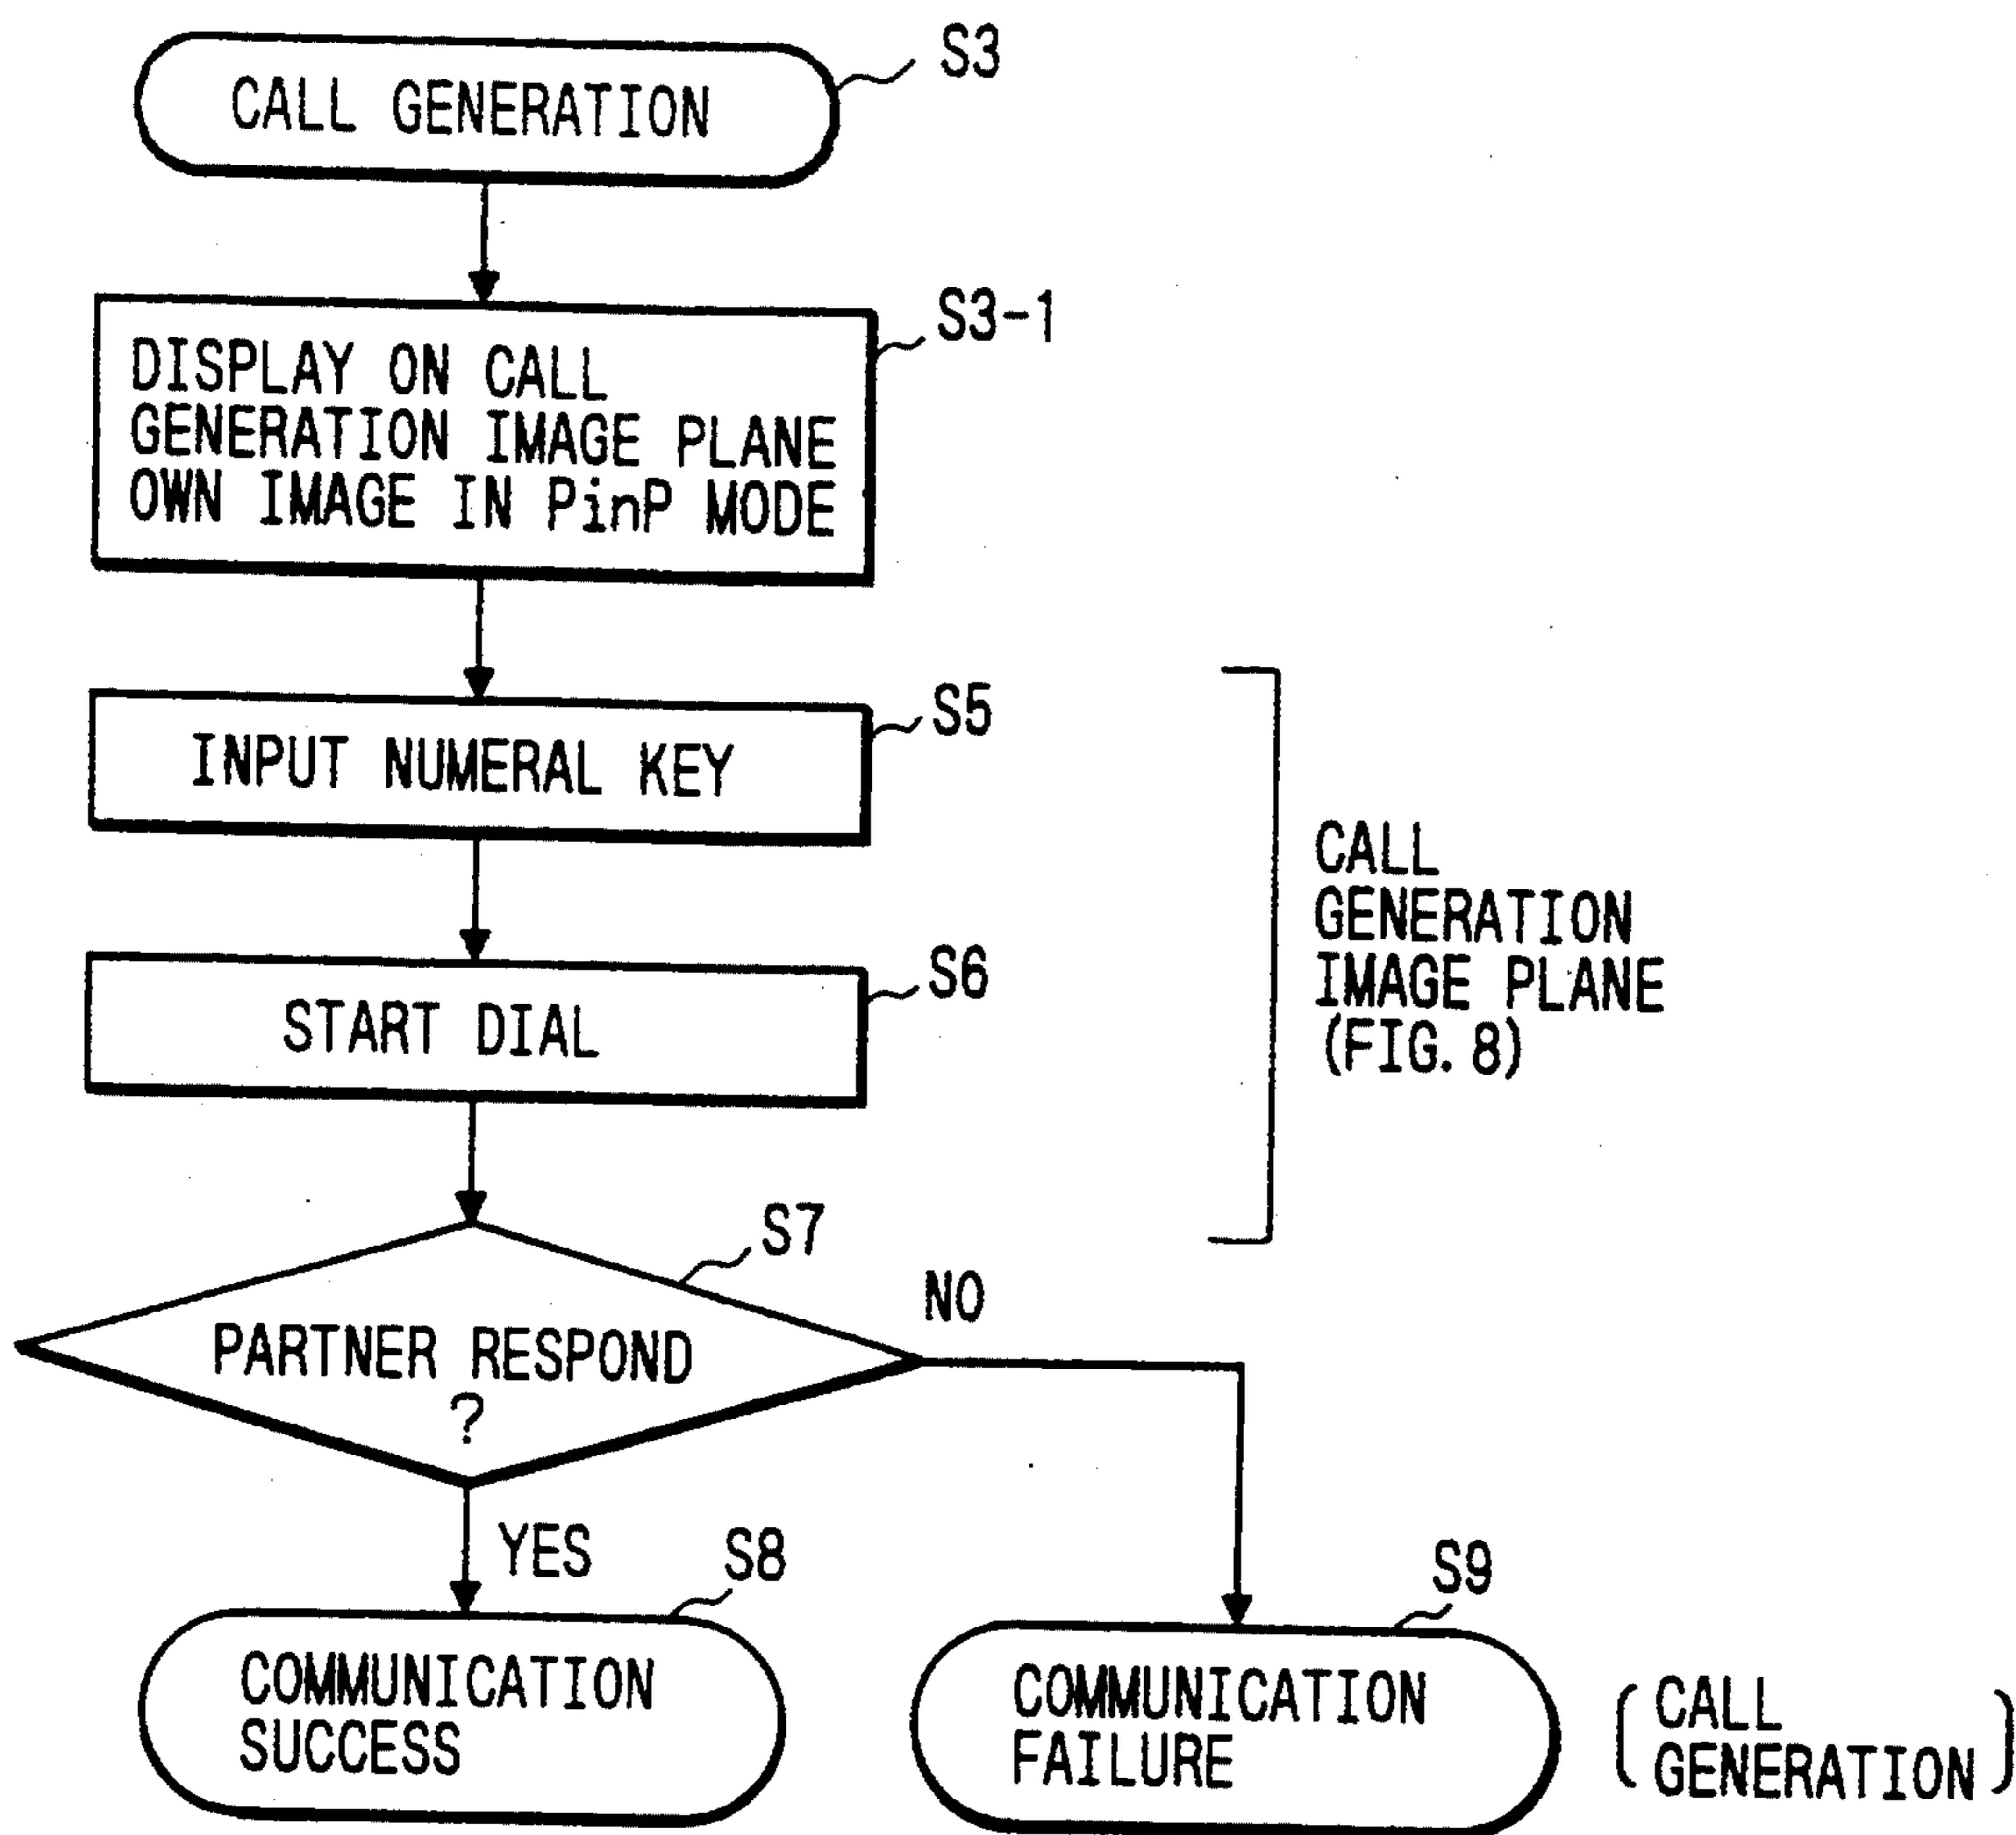 CALL GENERATION
S3
S3-1
DISPLAY ON CALL
GENERATION IMAGE PLANE
OWN IMAGE IN PinP MODE
S5
INPUT NUMERAL KEY
S6
START DIAL
CALL
GENERATION
IMAGE PLANE
(FIG. 8)
S7
PARTNER RESPOND
?
NO
YES
S8
COMMUNICATION
SUCCESS
S9
COMMUNICATION
FAILURE
(CALL
GENERATION)